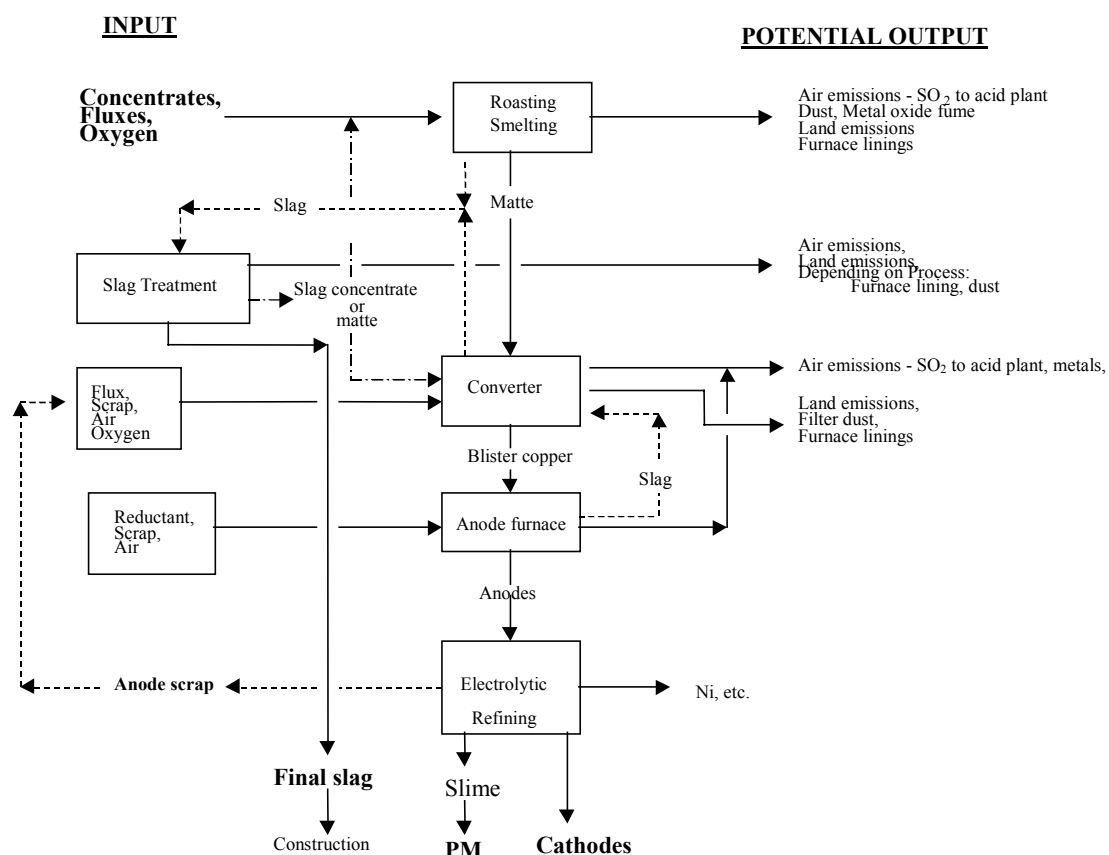 INPUT
POTENTIAL OUTPUT
Concentrates,
Fluxes,
Oxygen
Roasting
Smelting
Air emissions - SO2 to acid plant
Dust, Metal oxide fume
Land emissions
Furnace linings
Slag
Matte
Slag Treatment
Air emissions,
Land emissions,
Depending on Process:
Furnace lining, dust
Slag concentrate
or
matte
Converter
Air emissions - SO2 to acid plant, metals,
Flux,
Scrap,
Air
Oxygen
Land emissions,
Filter dust,
Furnace linings
Blister copper
Slag
Reductant,
Scrap,
Air
Anode furnace
Anodes
Anode scrap
Electrolytic
Refining
Ni, etc.
Final slag
Slime
Construction
PM
Cathodes